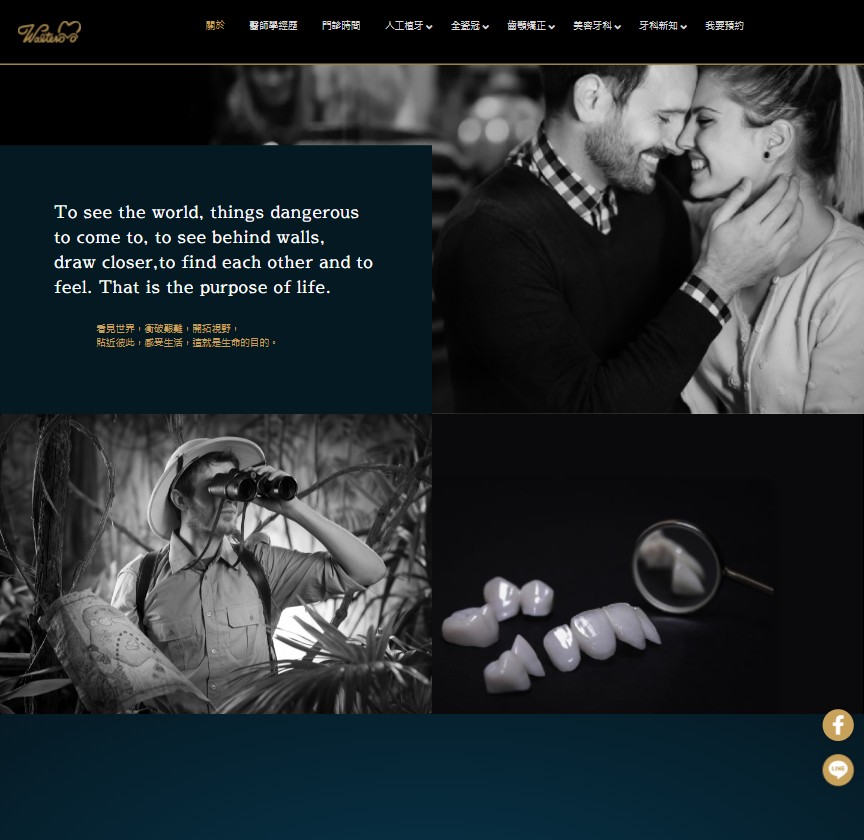 關於
醫師學經歷
門診時間
人工植牙
全瓷冠
齒顎矯正
美容牙科
牙科新知
我要預約
To see the world, things dangerous
to come to, to see behind walls,
draw closer,to find each other and to
feel. That is the purpose of life.
看見世界，衝破艱難，開拓視野，
貼近彼此，感受生活，這就是生命的目的。
LINE